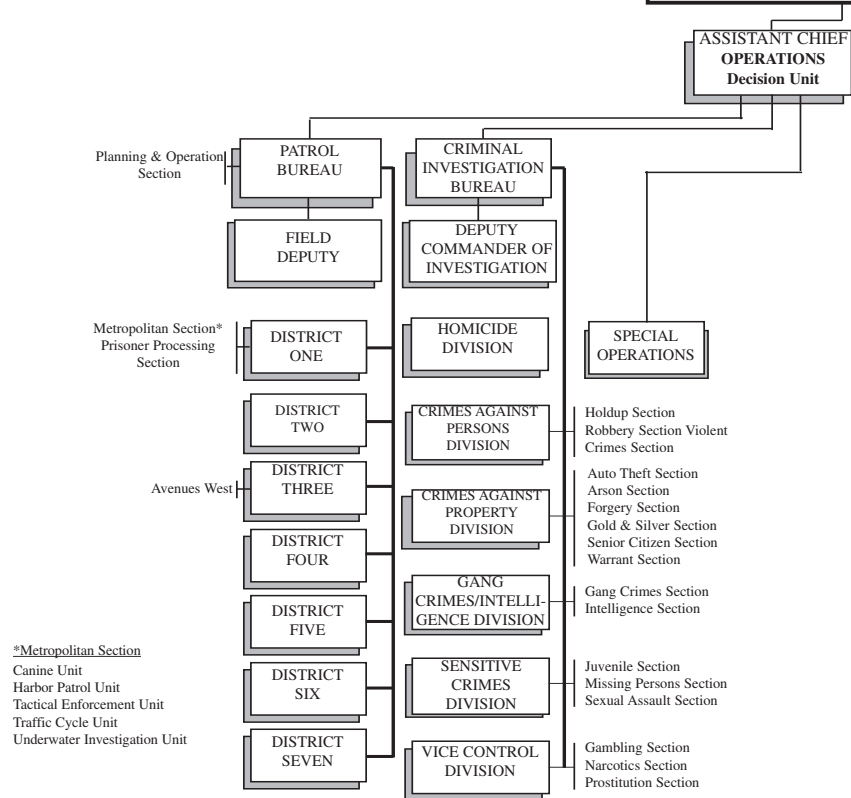 ASSISTANT CHIEF
OPERATIONS
Decision Unit
Planning & Operation
Section
PATROL
BUREAU
CRIMINAL
INVESTIGATION
BUREAU
FIELD
DEPUTY
DEPUTY
COMMANDER OF
INVESTIGATION
Metropolitan Section*
Prisoner Processing
Section
DISTRICT
ONE
HOMICIDE
DIVISION
SPECIAL
OPERATIONS
DISTRICT
TWO
CRIMES AGAINST
PERSONS
DIVISION
Holdup Section
Robbery Section Violent
Crimes Section
Avenues West
DISTRICT
THREE
CRIMES AGAINST
PROPERTY
DIVISION
Auto Theft Section
Arson Section
Forgery Section
Gold & Silver Section
Senior Citizen Section
Warrant Section
DISTRICT
FOUR
GANG
CRIMES/INTELLI-
GENCE DIVISION
Gang Crimes Section
Intelligence Section
DISTRICT
FIVE
*Metropolitan Section
Canine Unit
Harbor Patrol Unit
Tactical Enforcement Unit
Traffic Cycle Unit
Underwater Investigation Unit
DISTRICT
SIX
SENSITIVE
CRIMES
DIVISION
Juvenile Section
Missing Persons Section
Sexual Assault Section
DISTRICT
SEVEN
VICE CONTROL
DIVISION
Gambling Section
Narcotics Section
Prostitution Section